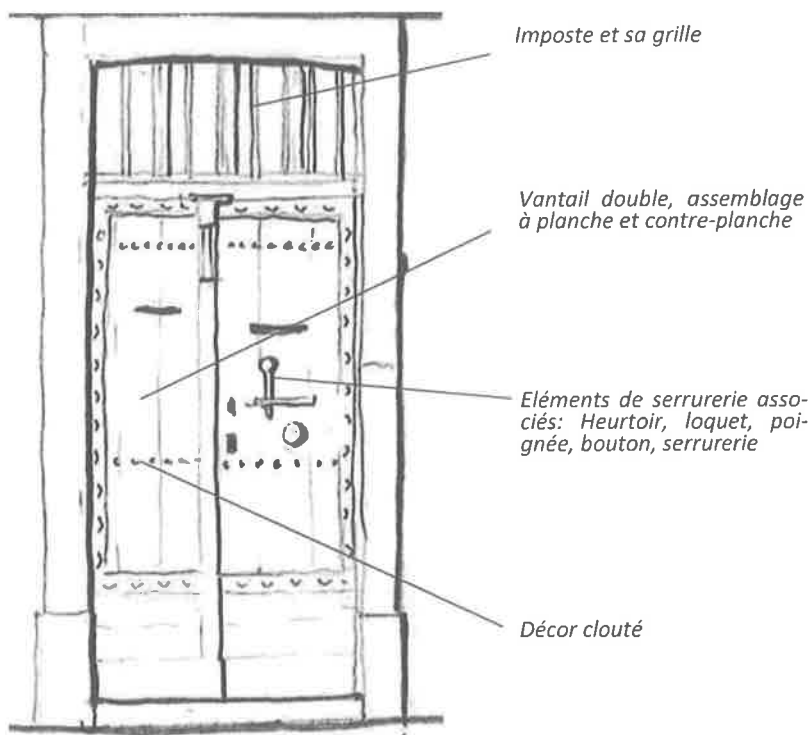 Imposte et sa grille
Vantail double, assemblage
à planche et contre-planche
Eléments de serrurerie asso-
ciés: Heurtoir, loquet, poi-
gnée, bouton, serrurerie
Décor clouté